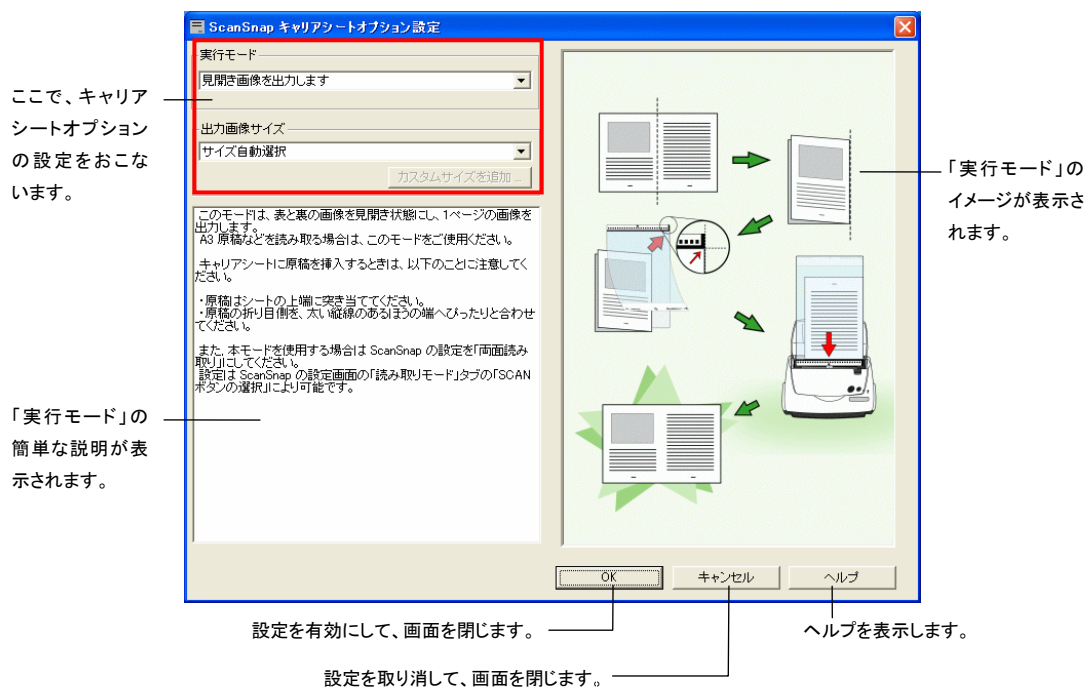 ScanSnap キャリアシートオプション設定
実行モード
見開き画像を出力します
出力画像サイズ
サイズ自動選択
カスタムサイズを追加...
このモードは、表と裏の画像を見開き状態にし、1ページの画像を
出力します。
A3 原稿などを読み取る場合は、このモードをご使用ください。
キャリアシートに原稿を挿入するときは、以下のことに注意してく
ださい。
・原稿はシートの上端に突き当ててください。
・原稿の折り目側を、太い縦線のあるほうの端へぴったりと合わせ
てください。
また、本モードを使用する場合は ScanSnap の設定を「両面読み
取り」にしてください。
設定は ScanSnap の設定画面の「読み取りモード」タブの「SCAN
ボタンの選択」により可能です。
OK
キャンセル
ヘルプ
ここで、キャリア
シートオプション
の設定をおこな
います。
「実行モード」の
簡単な説明が表
示されます。
「実行モード」の
イメージが表示さ
れます。
設定を有効にして、画面を閉じます。
ヘルプを表示します。
設定を取り消して、画面を閉じます。